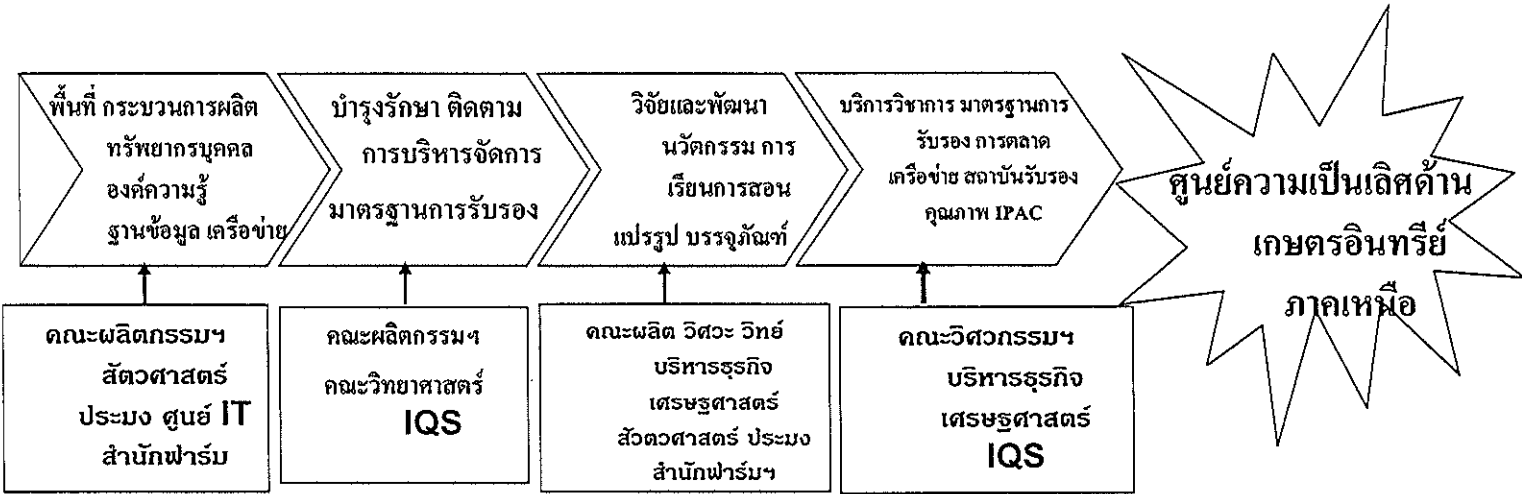 พื้นที่ กระบวนการผลิต
ทรัพยากรบุคคล
องค์ความรู้
ฐานข้อมูล เครือข่าย
บำรุงรักษา ติดตาม
การบริหารจัดการ
มาตรฐานการรับรอง
วิจัยและพัฒนา
นวัตกรรม การ
เรียนการสอน
แปรรูป บรรจุภัณฑ์
บริการวิชาการ มาตรฐานการ
รับรอง การตลาด
เครือข่าย สถาบันรับรอง
คุณภาพ IPAC
ศูนย์ความเป็นเลิศด้าน
เกษตรอินทรีย์
ภาคเหนือ
คณะผลิตกรรมฯ
สัตวศาสตร์
ประมง ศูนย์ IT
สำนักฟาร์ม
คณะผลิตกรรมฯ
คณะวิทยาศาสตร์
IQS
คณะผลิต วิศวะ วิทย์
บริหารธุรกิจ
เศรษฐศาสตร์
สัวตวศาสตร์ ประมง
สำนักฟาร์มฯ
คณะวิศวกรรมฯ
บริหารธุรกิจ
เศรษฐศาสตร์
IQS